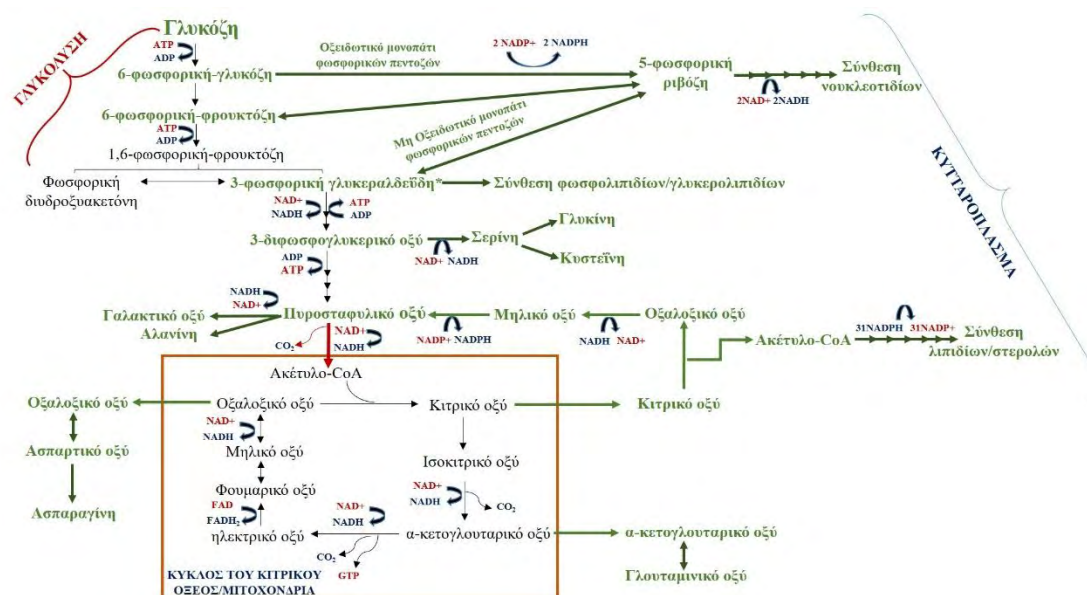 Γλυκόζη
ΓΛΥΚΟΛΥΣΗ
ATP
ADP
Οξειδωτικό μονοπάτι
φωσφορικών πεντοζών
2 NADP+ 2 NADPH
6-φωσφορική-γλυκόζη
5-φωσφορική
ριβόζη
Σύνθεση
νουκλεοτιδίων
2NAD+ 2NADH
6-φωσφορική-φρουκτόζη
ATP
ADP
Μη Οξειδωτικό μονοπάτι
φωσφορικών πεντοζών
1,6-φωσφορική-φρουκτόζη
Φωσφορική
διυδροξυακετόνη
3-φωσφορική γλυκεραλδεΰδη*
Σύνθεση φωσφολιπιδίων/γλυκερολιπιδίων
ΚΥΤΤΑΡΟΠΛΑΣΜΑ
NAD+
NADH
ATP
ADP
Γλυκίνη
3-διφωσφογλυκερικό οξύ
Σερίνη
NAD+ NADH
Κυστεΐνη
ADP
ATP
NADH
NAD+
Γαλακτικό οξύ
Αλανίνη
Πυροσταφυλικό οξύ
Μηλικό οξύ
Οξαλοξικό οξύ
NADP+ NADPH
NADH NAD+
CO2
NAD+
NADH
Ακέτυλο-CoA
31NADPH 31NADP+
Σύνθεση
λιπιδίων/στερολών
Ακέτυλο-CoA
Οξαλοξικό οξύ
Οξαλοξικό οξύ
Κιτρικό οξύ
Κιτρικό οξύ
NAD+
NADH
Ασπαρτικό οξύ
Μηλικό οξύ
Ισοκιτρικό οξύ
Φουμαρικό οξύ
NAD+
NADH
CO2
Ασπαραγίνη
FAD
FADH2
NAD+
NADH
ηλεκτρικό οξύ
α-κετογλουταρικό οξύ
α-κετογλουταρικό οξύ
CO2
GTP
Γλουταμινικό οξύ
ΚΥΚΛΟΣ ΤΟΥ ΚΙΤΡΙΚΟΥ
ΟΞΕΟΣ/ΜΙΤΟΧΟΝΔΡΙΑ